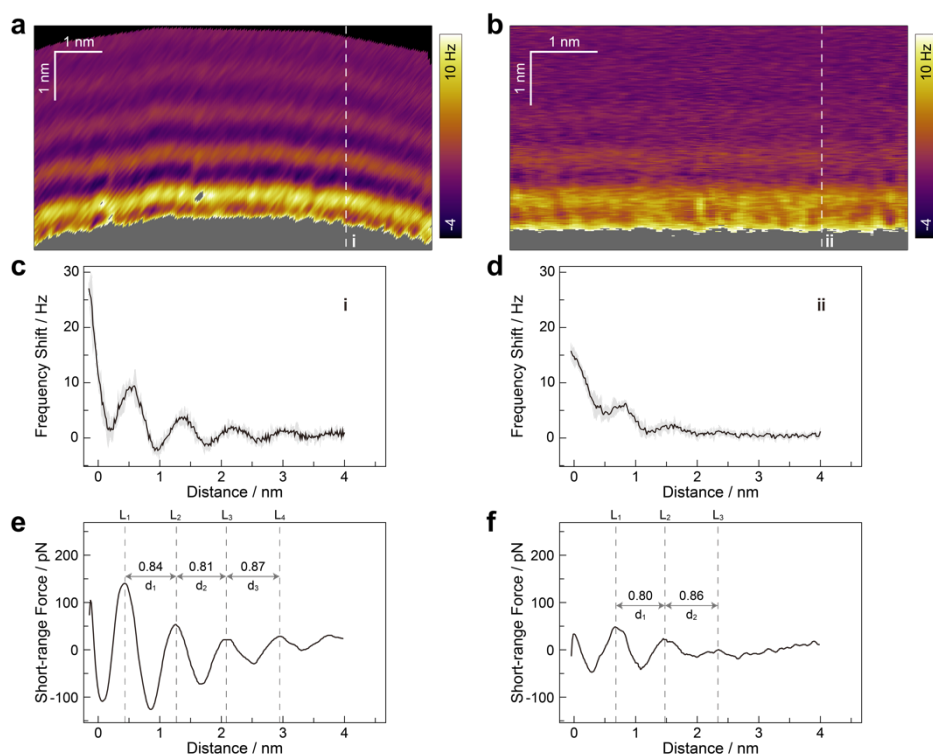 a
1 nm
1 nm
i
10 Hz
-4
b
1 nm
1 nm
ii
10 Hz
-4
c
Frequency Shift / Hz
30
20
10
0
i
0 1 2 3 4
Distance / nm
d
Frequency Shift / Hz
30
20
10
0
ii
0 1 2 3 4
Distance / nm
e
L₁ L₂ L₃ L₄
Short-range Force / pN
200
100
0
-100
0.84 0.81 0.87
d₁ d₂ d₃
0 1 2 3 4
Distance / nm
f
L₁ L₂ L₃
Short-range Force / pN
200
100
0
-100
0.80 0.86
d₁ d₂
0 1 2 3 4
Distance / nm